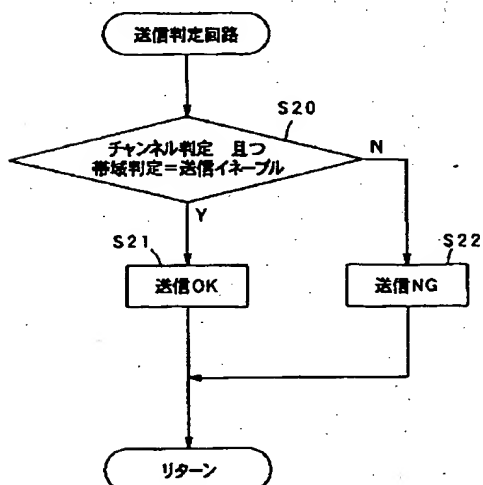 送信判定回路
S20
チャンネル判定 且つ
帯域判定=送信イネーブル
N
Y
S21
送信OK
S22
送信NG
リターン